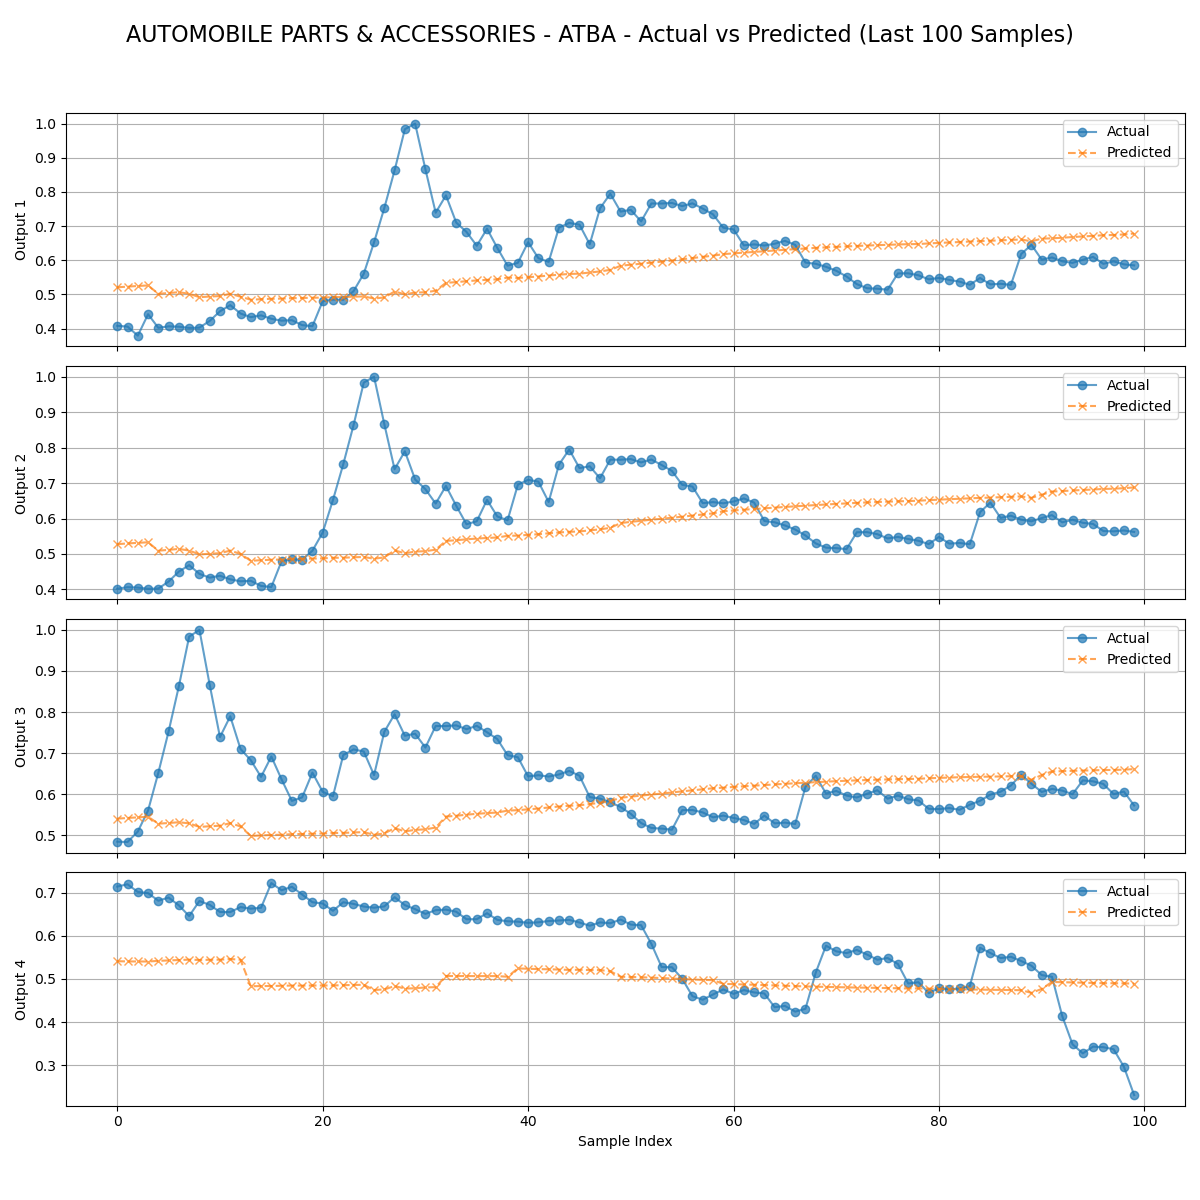 AUTOMOBILE PARTS & ACCESSORIES - ATBA - Actual vs Predicted (Last 100 Samples)
Output 1
1.0
0.9
0.8
0.7
0.6
0.5
0.4
Actual
Predicted
Output 2
1.0
0.9
0.8
0.7
0.6
0.5
0.4
Actual
Predicted
Output 3
1.0
0.9
0.8
0.7
0.6
0.5
Actual
Predicted
Output 4
0.7
0.6
0.5
0.4
0.3
Actual
Predicted
0 20 40 60 80 100
Sample Index